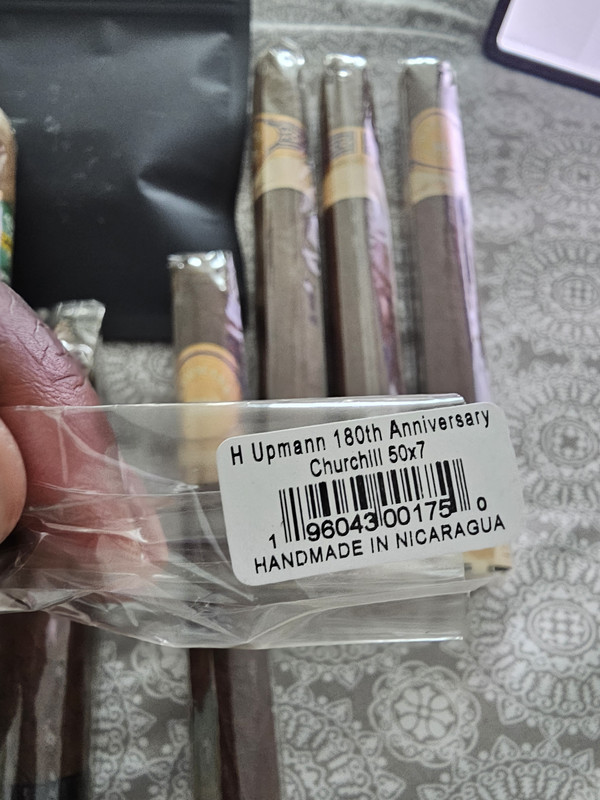 H Upmann 180th Anniversary
Churchill 50x7
1 96043 00175 0
HANDMADE IN NICARAGUA